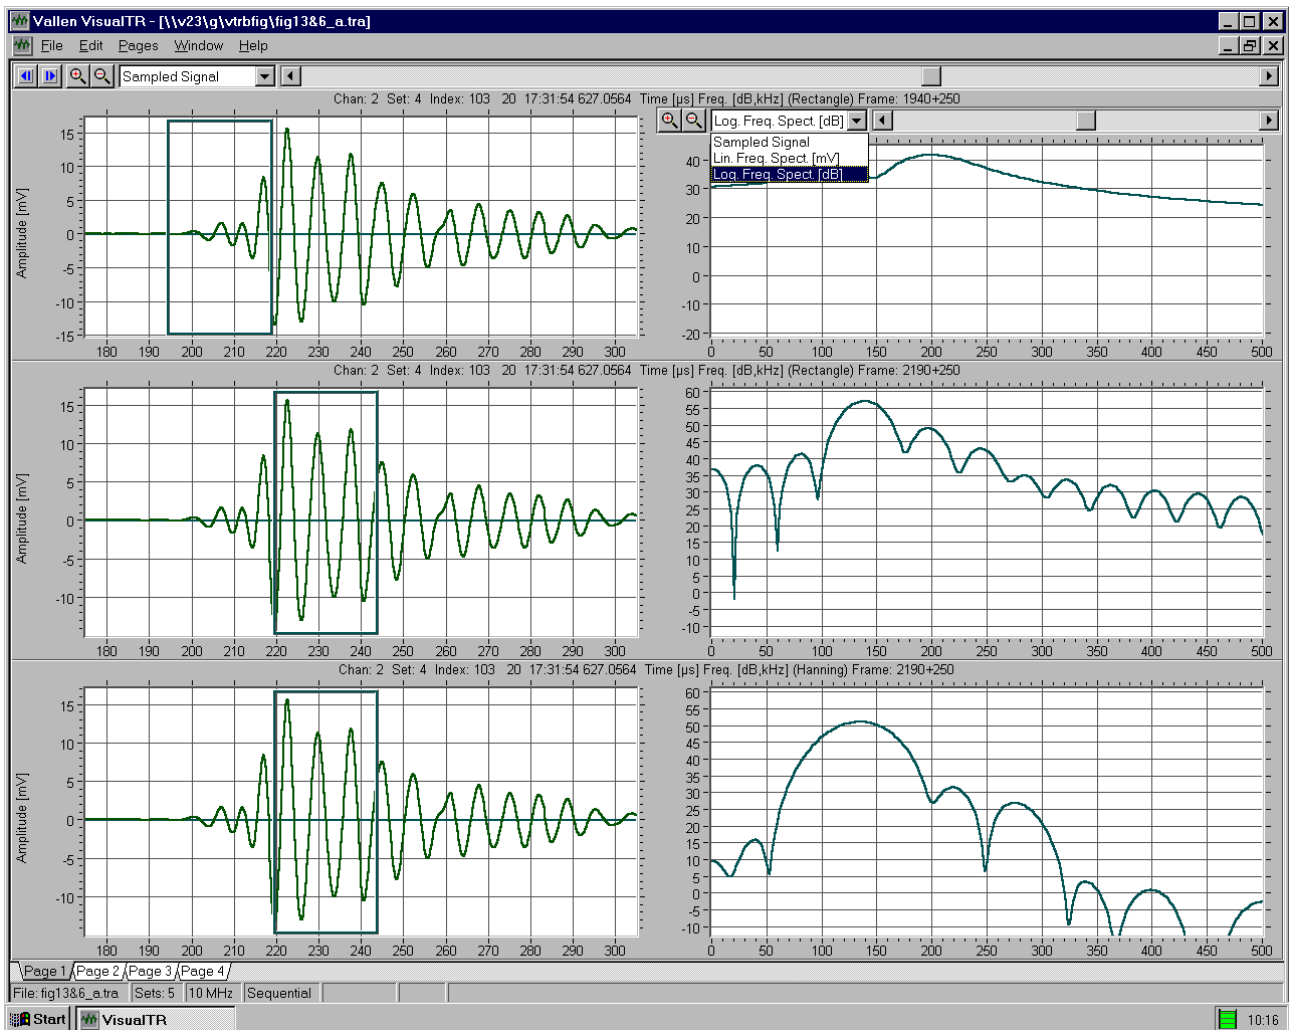 Vallen VisualTR - [\\v23\g\vtrbfig\fig13&6_a.tra]
File Edit Pages Window Help
Sampled Signal
Chan: 2 Set: 4 Index: 103 20 17:31:54 627.0564 Time [µs] Freq. [dB,kHz] (Rectangle) Frame: 1940+250
Log. Freq. Spect. [dB]
Sampled Signal
Lin. Freq. Spect. [mV]
Log. Freq. Spect. [dB]
Amplitude [mV]
15
10
5
0
-5
-10
-15
180 190 200 210 220 230 240 250 260 270 280 290 300
40
30
20
10
0
-10
-20
0 50 100 150 200 250 300 350 400 450 500
Chan: 2 Set: 4 Index: 103 20 17:31:54 627.0564 Time [µs] Freq. [dB,kHz] (Rectangle) Frame: 2190+250
Amplitude [mV]
15
10
5
0
-5
-10
180 190 200 210 220 230 240 250 260 270 280 290 300
60
55
50
45
40
35
30
25
20
15
10
5
0
-5
-10
0 50 100 150 200 250 300 350 400 450 500
Chan: 2 Set: 4 Index: 103 20 17:31:54 627.0564 Time [µs] Freq. [dB,kHz] (Hanning) Frame: 2190+250
Amplitude [mV]
15
10
5
0
-5
-10
180 190 200 210 220 230 240 250 260 270 280 290 300
60
55
50
45
40
35
30
25
20
15
10
5
0
-5
-10
0 50 100 150 200 250 300 350 400 450 500
Page 1 Page 2 Page 3 Page 4
File: fig13&6_a.tra Sets: 5 10 MHz Sequential
Start VisualTR 10:16